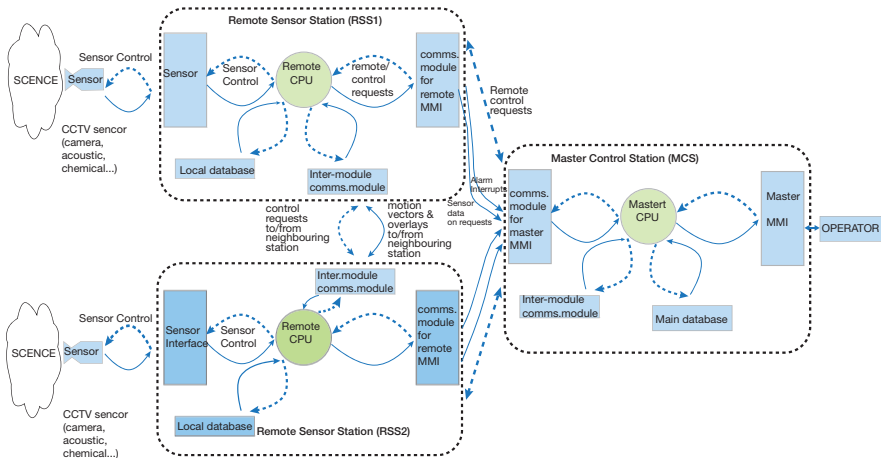 Remote Sensor Station (RSS1)
Sensor Control
SCENCE
Sensor
CCTV sencor
(camera,
acoustic,
chemical...)
Sensor
Sensor
Control
Remote
CPU
remote/
control
requests
comms.
module
for
remote
MMI
Local database
Inter-module
comms.module
Remote
control
requests
Alarm
Interrupts
Sensor
data
on requests
control
requests
to/from
neighbouring
station
motion
vectors &
overlays
to/from
neighbouring
station
Master Control Station (MCS)
comms.
module
for
master
MMI
Mastert
CPU
Master
MMI
OPERATOR
Inter-module
comms.module
Main database
Sensor Control
SCENCE
Sensor
CCTV sencor
(camera,
acoustic,
chemical...)
Sensor
Interface
Sensor
Control
Remote
CPU
Inter.module
comms.module
comms.
module
for
remote
MMI
Local database
Remote Sensor Station (RSS2)